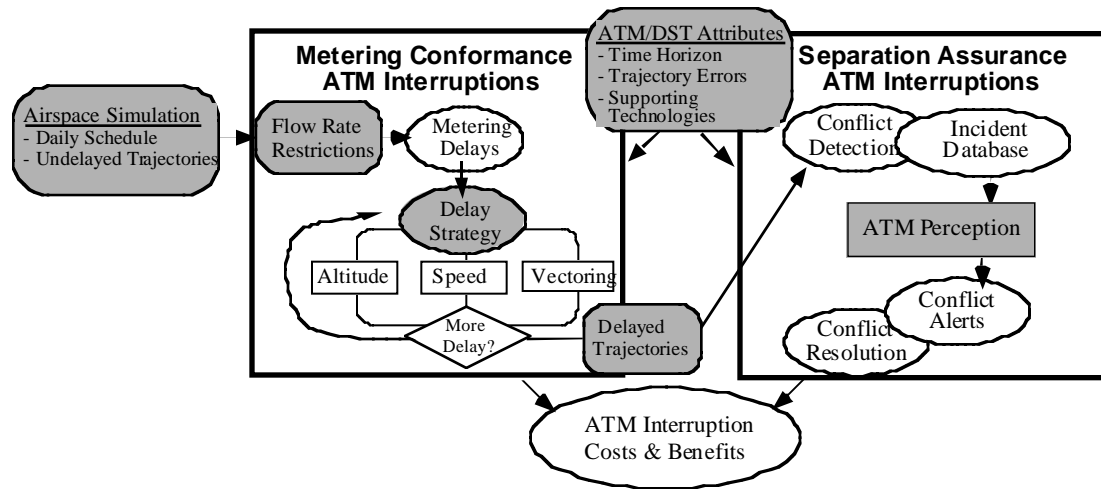 Airspace Simulation
- Daily Schedule
- Undelayed Trajectories
Metering Conformance
ATM Interruptions
Flow Rate
Restrictions
Metering
Delays
Delay
Strategy
Altitude
Speed
Vectoring
More
Delay?
Delayed
Trajectories
ATM/DST Attributes
- Time Horizon
- Trajectory Errors
- Supporting
Technologies
Separation Assurance
ATM Interruptions
Conflict
Detection
Incident
Database
ATM Perception
Conflict
Alerts
Conflict
Resolution
ATM Interruption
Costs & Benefits